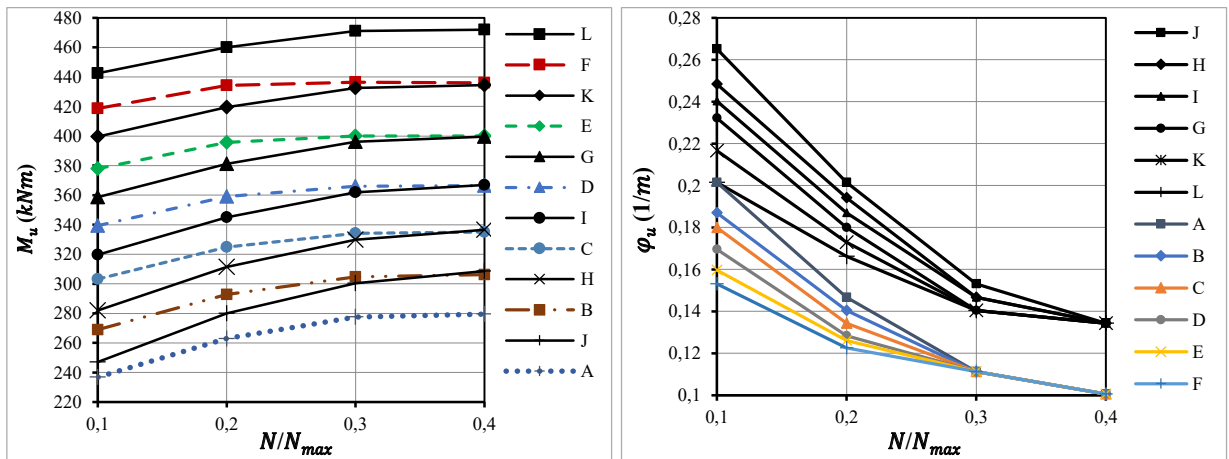 480
460
440
420
400
380
360
340
320
300
280
260
240
220
M_u (kNm)
0,1 0,2 0,3 0,4
N/N_max
L
F
K
E
G
D
I
C
H
B
J
A
0,28
0,26
0,24
0,22
0,2
0,18
0,16
0,14
0,12
0,1
φ_u (1/m)
0,1 0,2 0,3 0,4
N/N_max
J
H
I
G
K
L
A
B
C
D
E
F